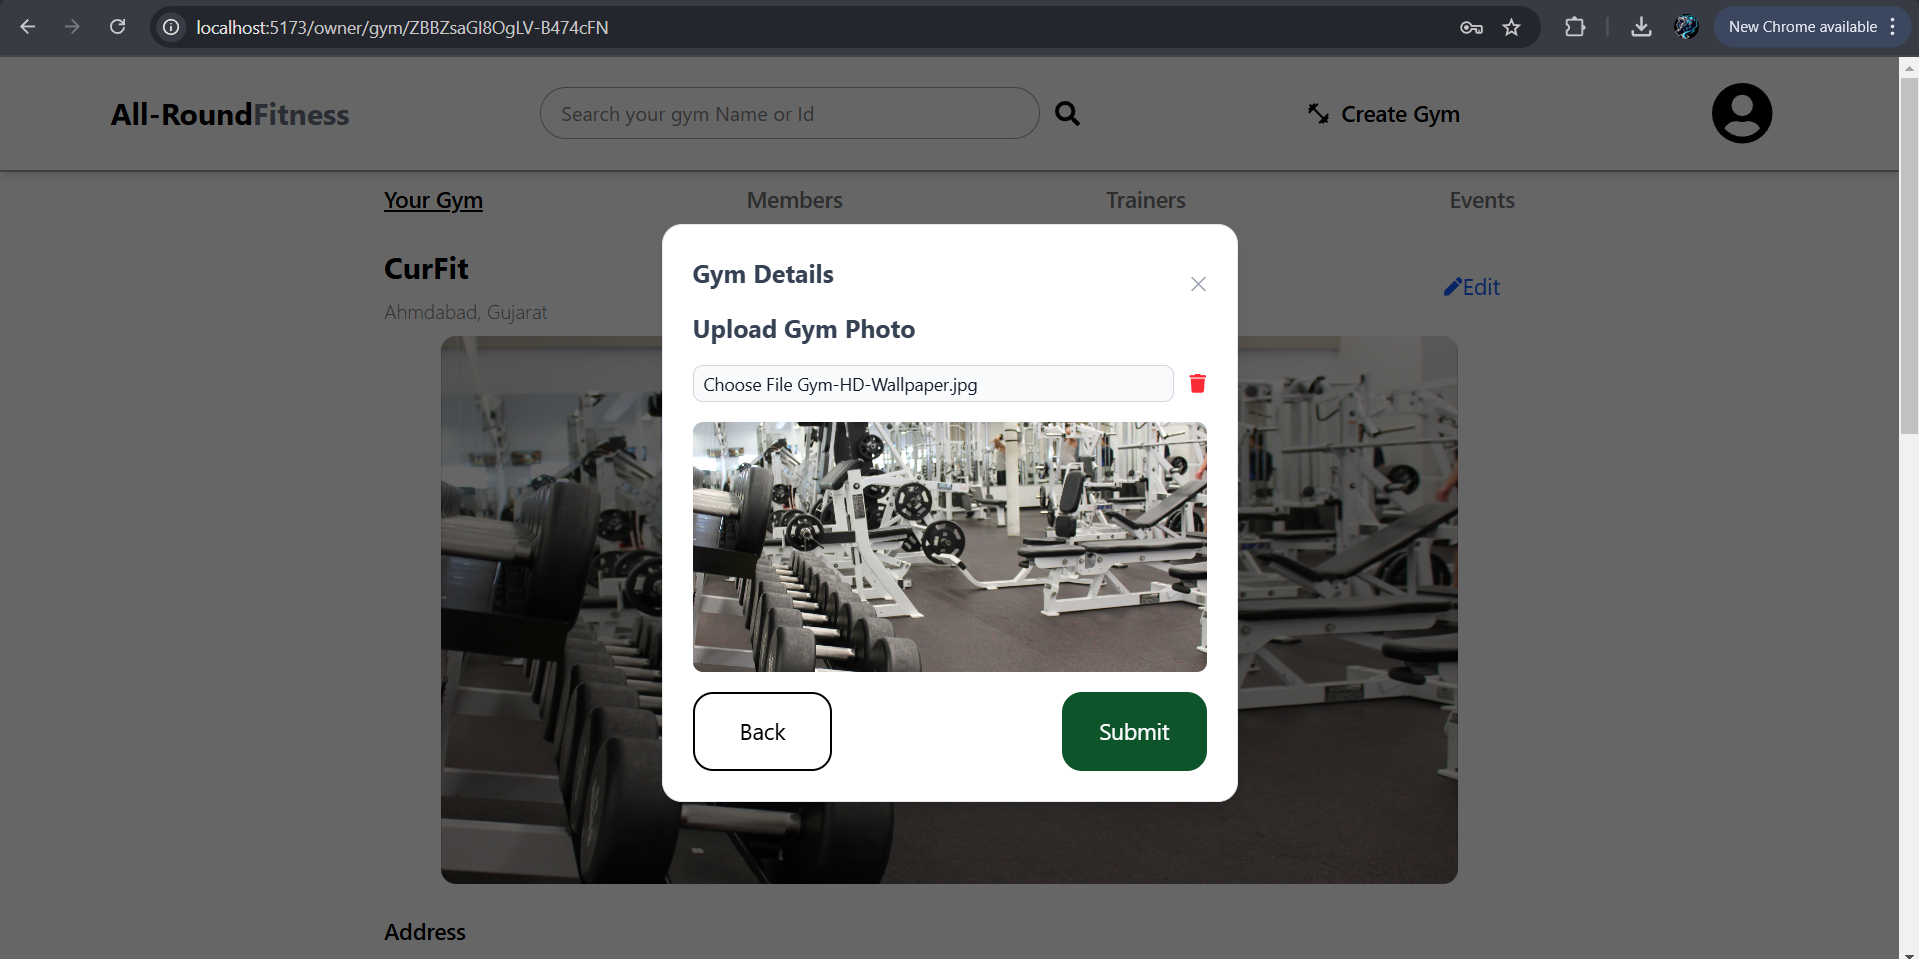 localhost:5173/owner/gym/ZBBZsaGl8OgLV-B474cFN
New Chrome available
All-RoundFitness
Search your gym Name or Id
Create Gym
Your Gym
Members
Trainers
Events
CurFit
Edit
Ahmdabad, Gujarat
Gym Details
Upload Gym Photo
Choose File Gym-HD-Wallpaper.jpg
Back
Submit
Address